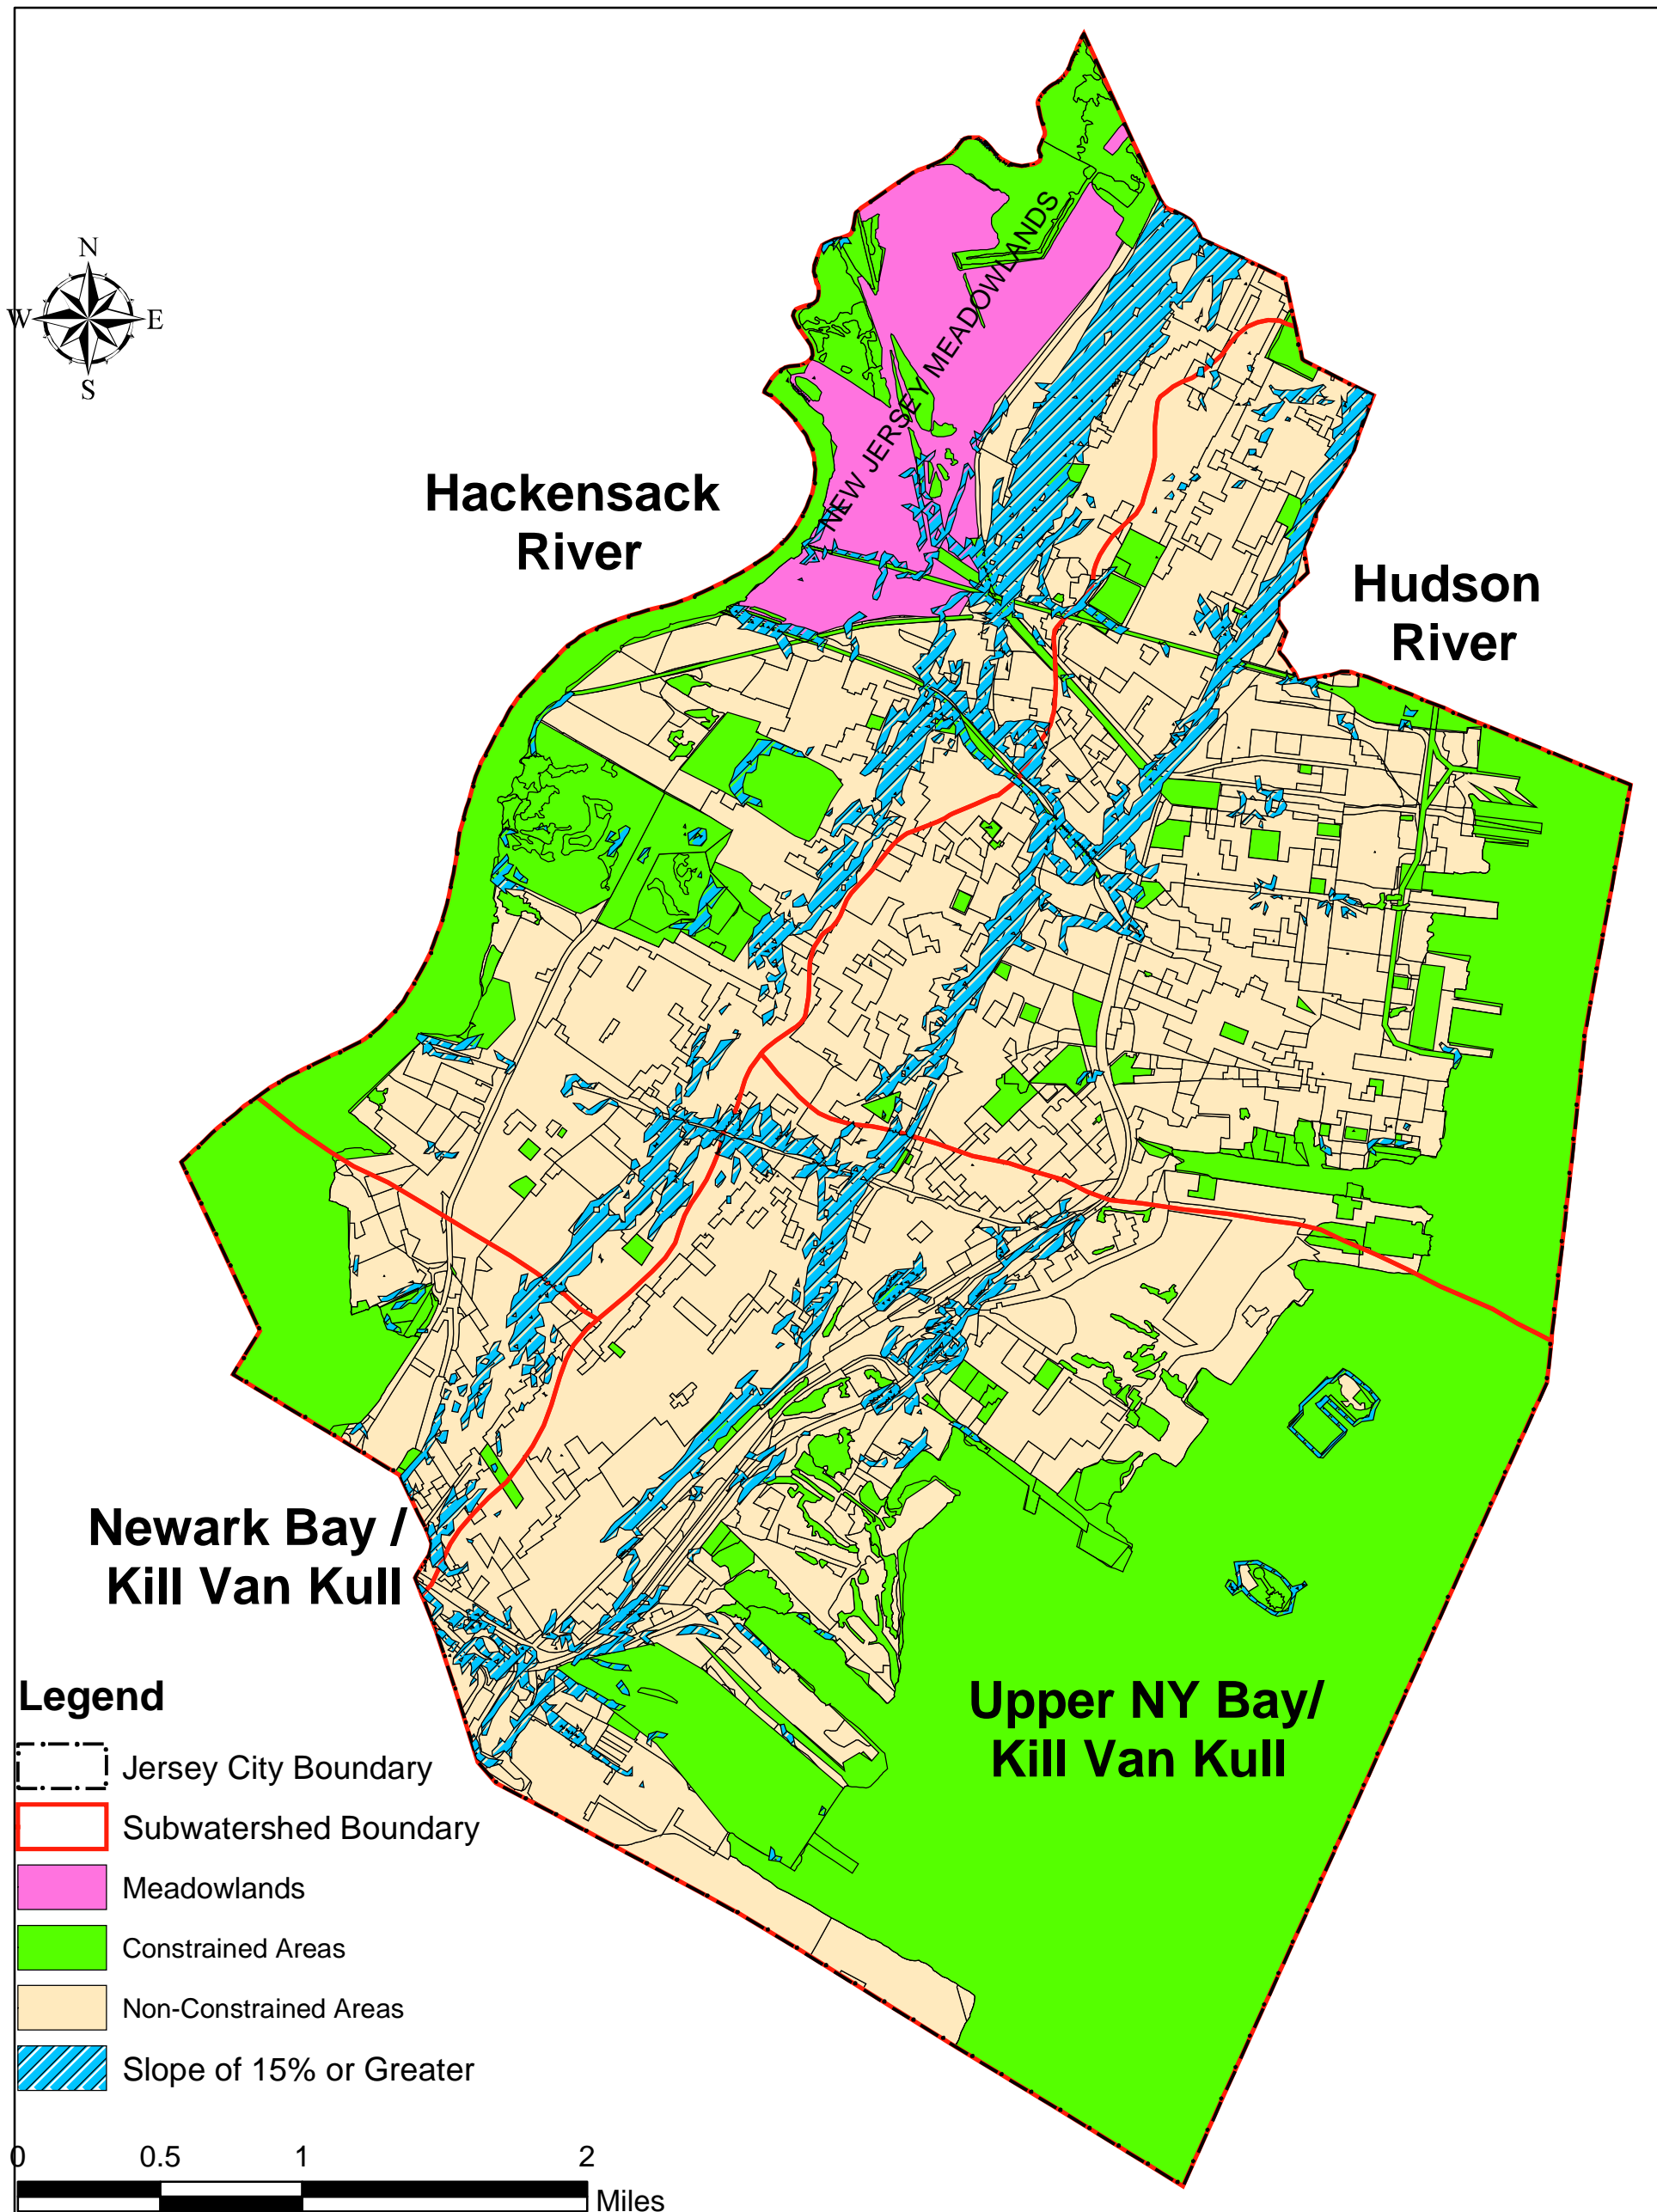 N
W E
S
NEW JERSEY MEADOWLANDS
Hackensack
River
Hudson
River
Newark Bay /
Kill Van Kull
Upper NY Bay/
Kill Van Kull
Legend
Jersey City Boundary
Subwatershed Boundary
Meadowlands
Constrained Areas
Non-Constrained Areas
Slope of 15% or Greater
0 0.5 1 2
Miles